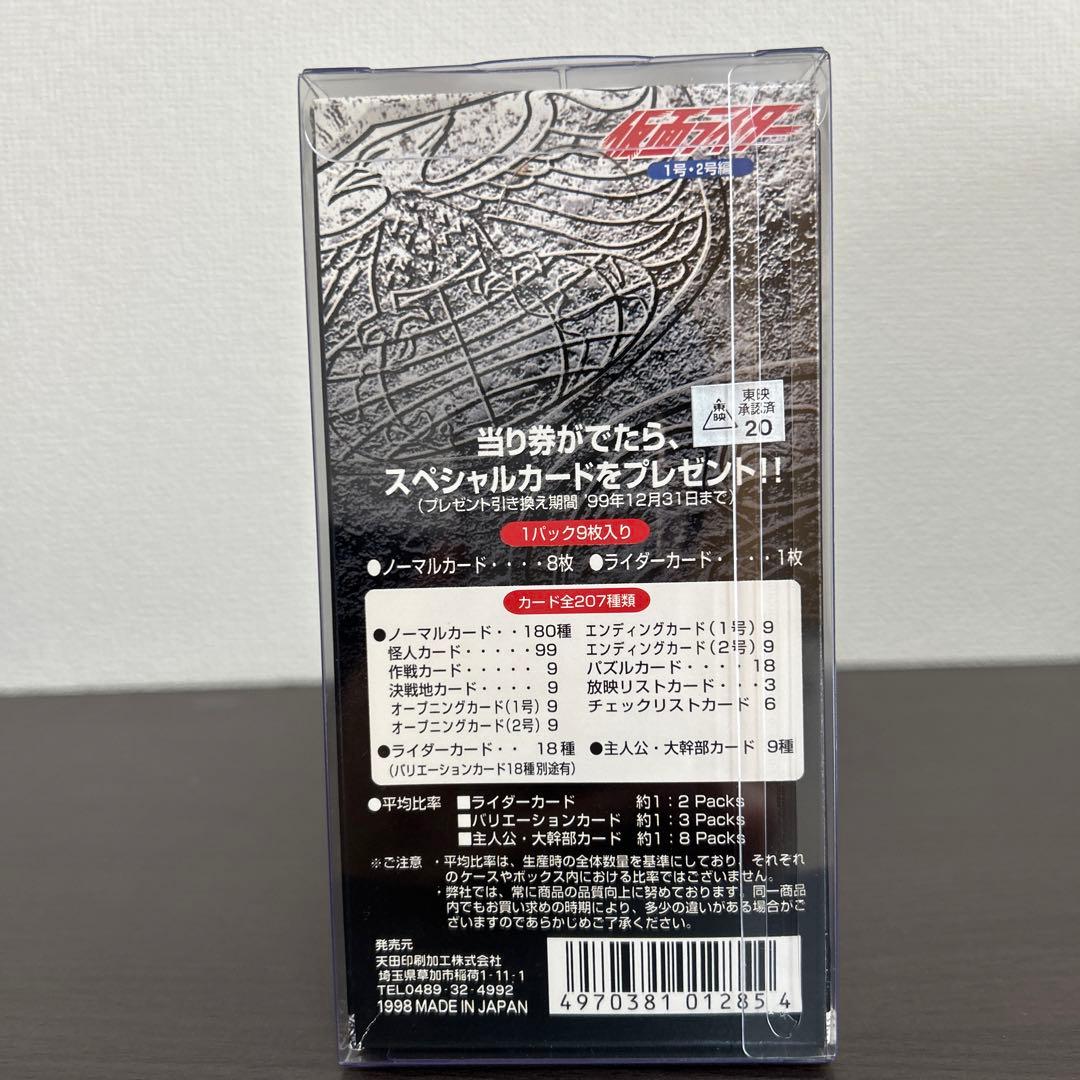 仮面ライダー
1号・2号編
東映
東映
承認済
20
当り券がでたら、
スペシャルカードをプレゼント!!
(プレゼント引き換え期間 '99年12月31日まで)
1パック9枚入り
●ノーマルカード・・・・8枚 ●ライダーカード・・・・1枚
カード全207種類
●ノーマルカード・・180種
怪人カード・・・・・99
作戦カード・・・・・ 9
決戦地カード・・・・ 9
オープニングカード(1号) 9
オープニングカード(2号) 9
エンディングカード(1号) 9
エンディングカード(2号) 9
パズルカード・・・・ 18
放映リストカード・・・3
チェックリストカード 6
●ライダーカード・・ 18種 ●主人公・大幹部カード 9種
(バリエーションカード18種別途有)
●平均比率 ■ライダーカード 約1:2 Packs
■バリエーションカード 約1:3 Packs
■主人公・大幹部カード 約1:8 Packs
※ご注意 ・平均比率は、生産時の全体数量を基準にしており、それぞれ
のケースやボックス内における比率ではございません。
・弊社では、常に商品の品質向上に努めております。同一商品
内でもお買い求めの時期により、多少の違いがある場合がご
ざいますのであらかじめご了承ください。
発売元
天田印刷加工株式会社
埼玉県草加市稲荷1-11-1
TEL0489-32-4992
1998 MADE IN JAPAN
4970381 012854